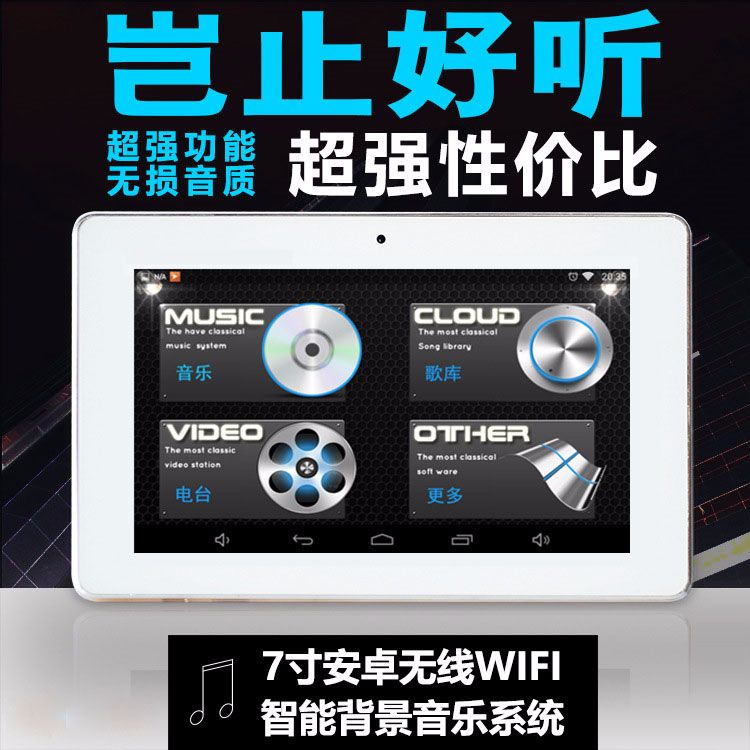 岂止好听
超强功能
无损音质
超强性价比
N/A
20:35
MUSIC
The have classical
music system
音乐
CLOUD
The most classical
Song library
歌库
VIDEO
The most classic
video station
电台
OTHER
The most classical
soft ware
更多
7寸安卓无线WIFI
智能背景音乐系统